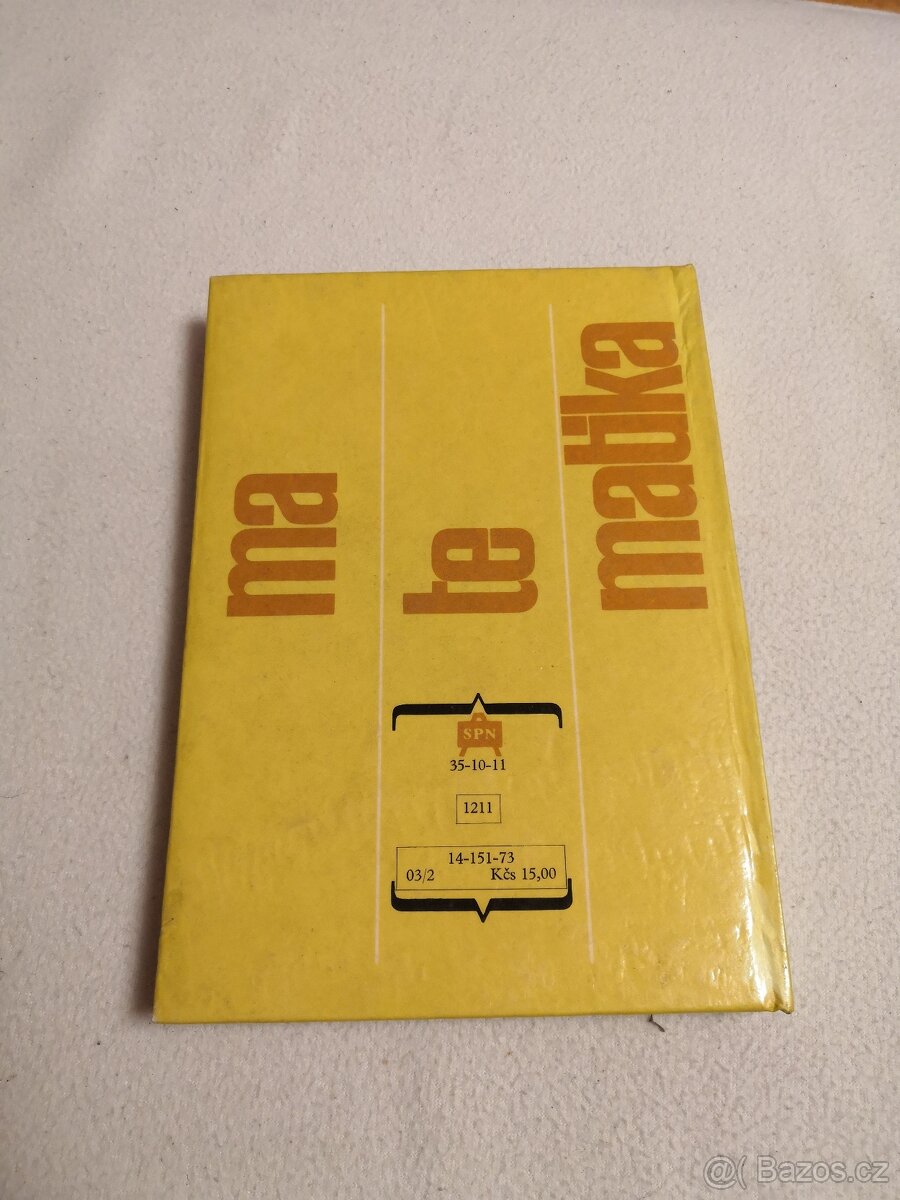 ma
te
matika
SPN
35-10-11
1211
14-151-73
03/2 Kčs 15,00
@ Bazos.cz